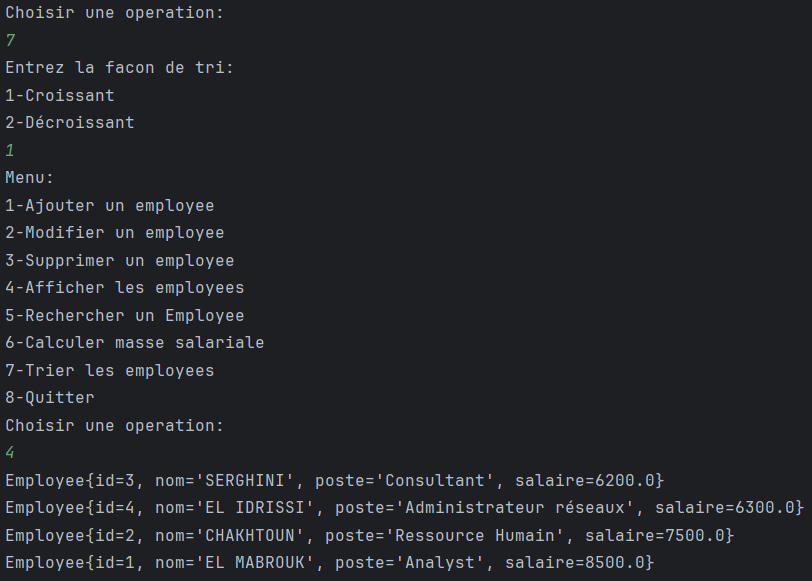 Choisir une operation:
7
Entrez la facon de tri:
1-Croissant
2-Décroissant
1
Menu:
1-Ajouter un employee
2-Modifier un employee
3-Supprimer un employee
4-Afficher les employees
5-Rechercher un Employee
6-Calculer masse salariale
7-Trier les employees
8-Quitter
Choisir une operation:
4
Employee{id=3, nom='SERGHINI', poste='Consultant', salaire=6200.0}
Employee{id=4, nom='EL IDRISSI', poste='Administrateur réseaux', salaire=6300.0}
Employee{id=2, nom='CHAKHTOUN', poste='Ressource Humain', salaire=7500.0}
Employee{id=1, nom='EL MABROUK', poste='Analyst', salaire=8500.0}